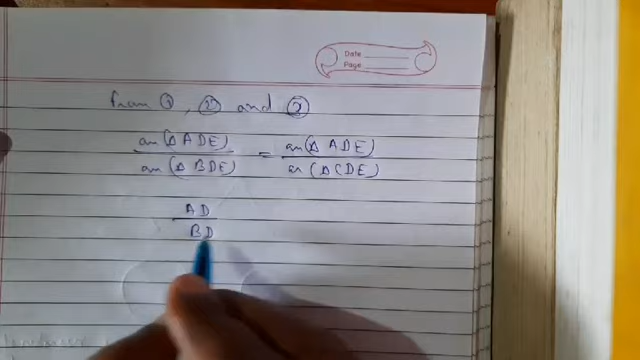 Date
Page
From ①, ② and ③
ar(Δ ADE) / ar(Δ BDE) = ar(Δ ADE) / ar(Δ CDE)
AD / BD